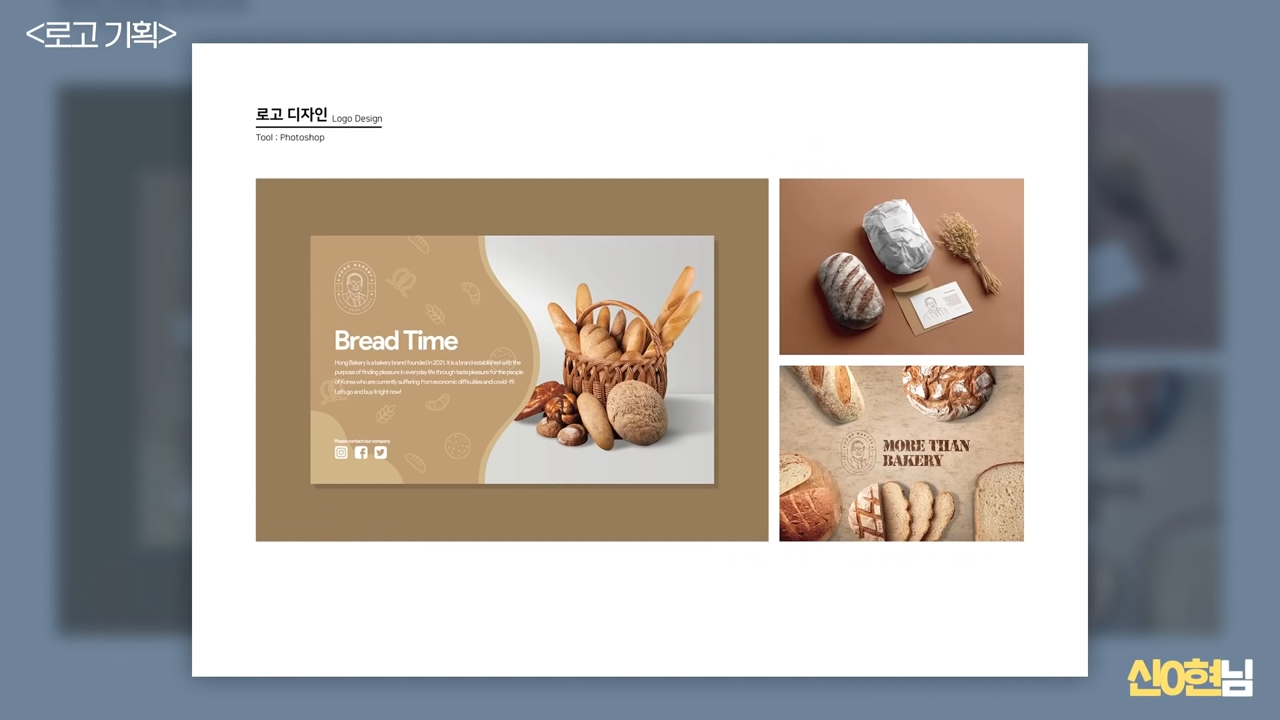 <로고 기획>
로고 디자인 Logo Design
Tool : Photoshop
HONG BAKERY
Bread Time
Hong Bakery is a bakery brand founded in 2021. It is a brand established with the
purpose of finding pleasure in everyday life through taste pleasure for the people
of Korea who are currently suffering from economic difficulties and covid-19.
Let's go and buy it right now!
Please contact our company
MORE THAN
BAKERY
신0현님